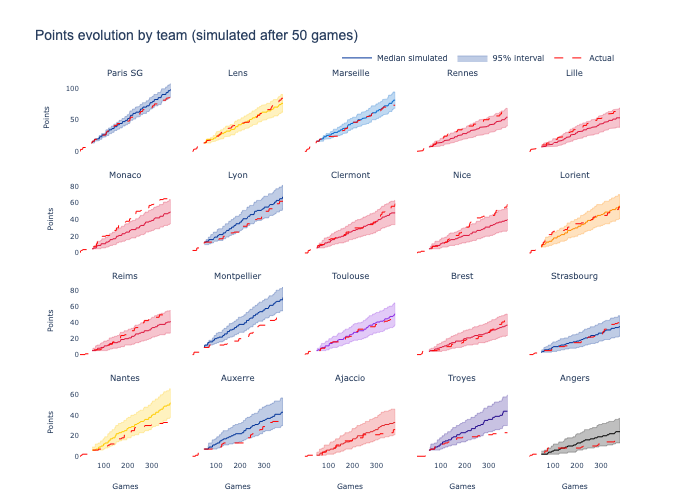 Points evolution by team (simulated after 50 games)
Median simulated 95% interval Actual
Paris SG Lens Marseille Rennes Lille
100
50
0
Points
Monaco Lyon Clermont Nice Lorient
80
60
40
20
0
Points
Reims Montpellier Toulouse Brest Strasbourg
80
60
40
20
0
Points
Nantes Auxerre Ajaccio Troyes Angers
60
40
20
0
Points
100 200 300 100 200 300 100 200 300 100 200 300 100 200 300
Games Games Games Games Games